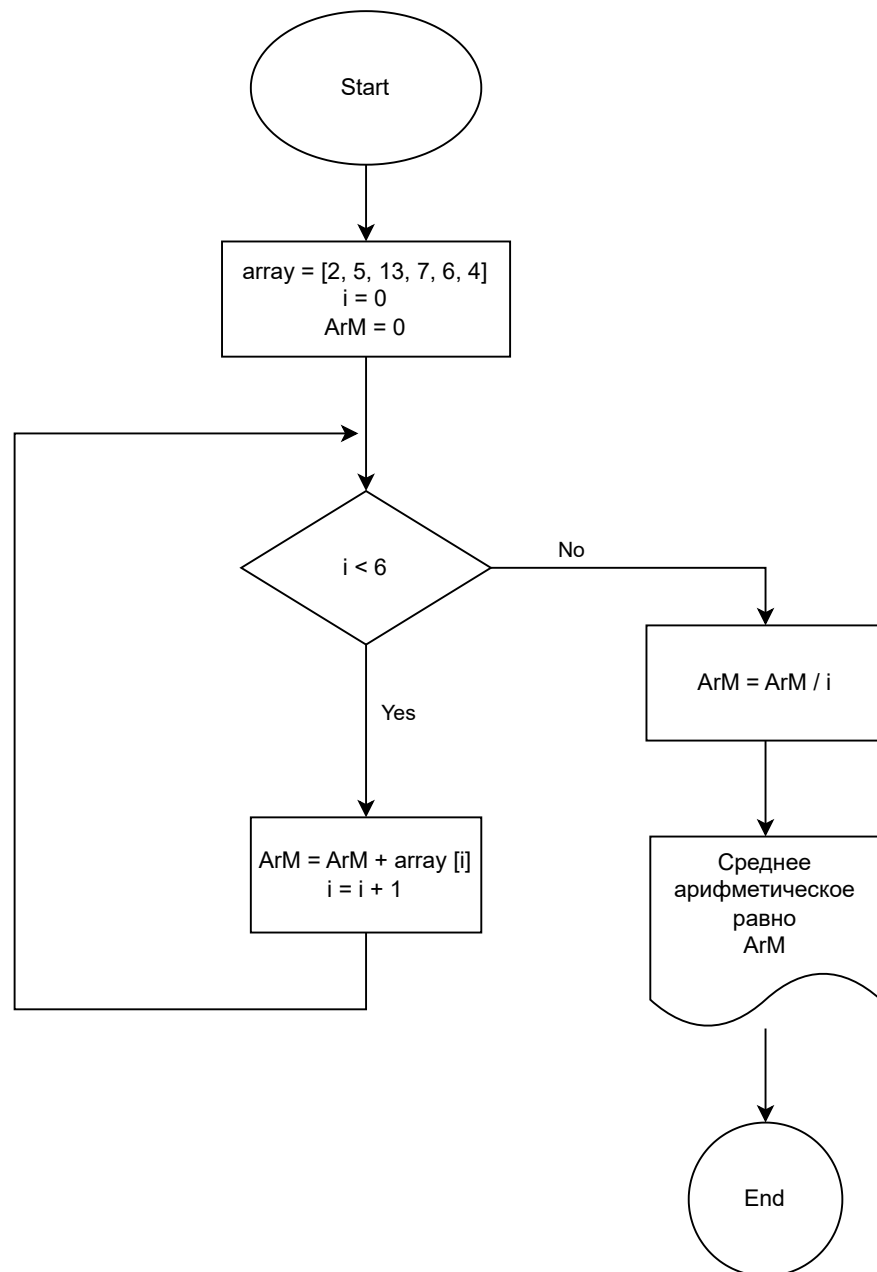 Start
array = [2, 5, 13, 7, 6, 4]
i = 0
ArM = 0
i < 6
No
Yes
ArM = ArM / i
ArM = ArM + array [i]
i = i + 1
Среднее
арифметическое
равно
ArM
End